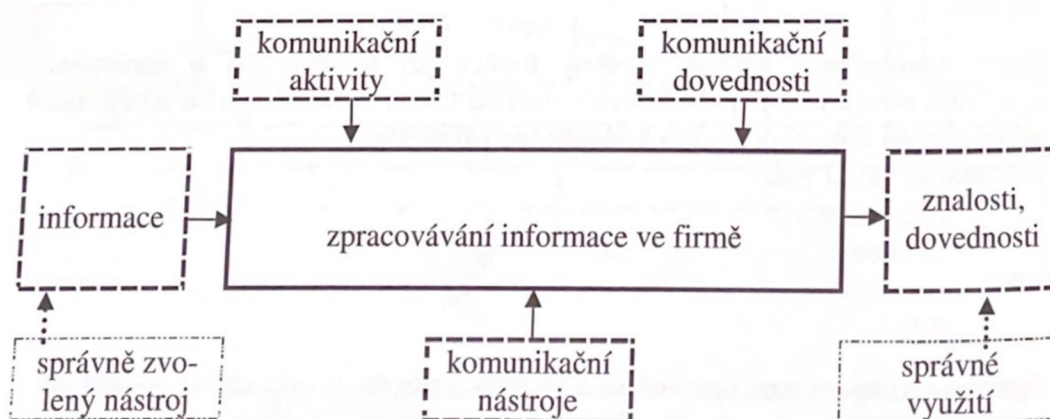 komunikační
aktivity
komunikační
dovednosti
informace
zpracovávání informace ve firmě
znalosti,
dovednosti
správně zvo-
lený nástroj
komunikační
nástroje
správné
využití